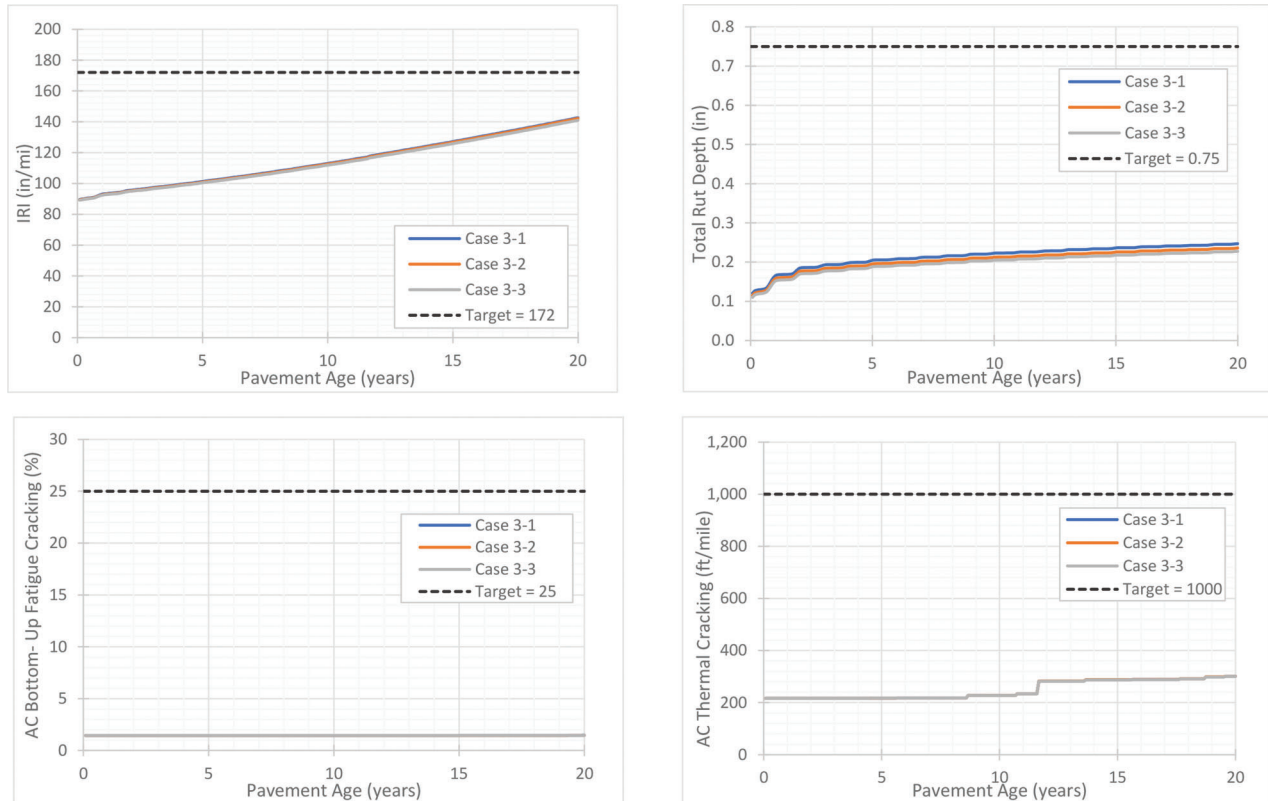 200
180
160
140
120
100
80
60
40
20
0
IRI (in/mi)
Case 3-1
Case 3-2
Case 3-3
Target = 172
0 5 10 15 20
Pavement Age (years)
0.8
0.7
0.6
0.5
0.4
0.3
0.2
0.1
0.0
Total Rut Depth (in)
Case 3-1
Case 3-2
Case 3-3
Target = 0.75
0 5 10 15 20
Pavement Age (years)
30
25
20
15
10
5
0
AC Bottom- Up Fatigue Cracking (%)
Case 3-1
Case 3-2
Case 3-3
Target = 25
0 5 10 15 20
Pavement Age (years)
1,200
1,000
800
600
400
200
0
AC Thermal Cracking (ft/mile)
Case 3-1
Case 3-2
Case 3-3
Target = 1000
0 5 10 15 20
Pavement Age (years)